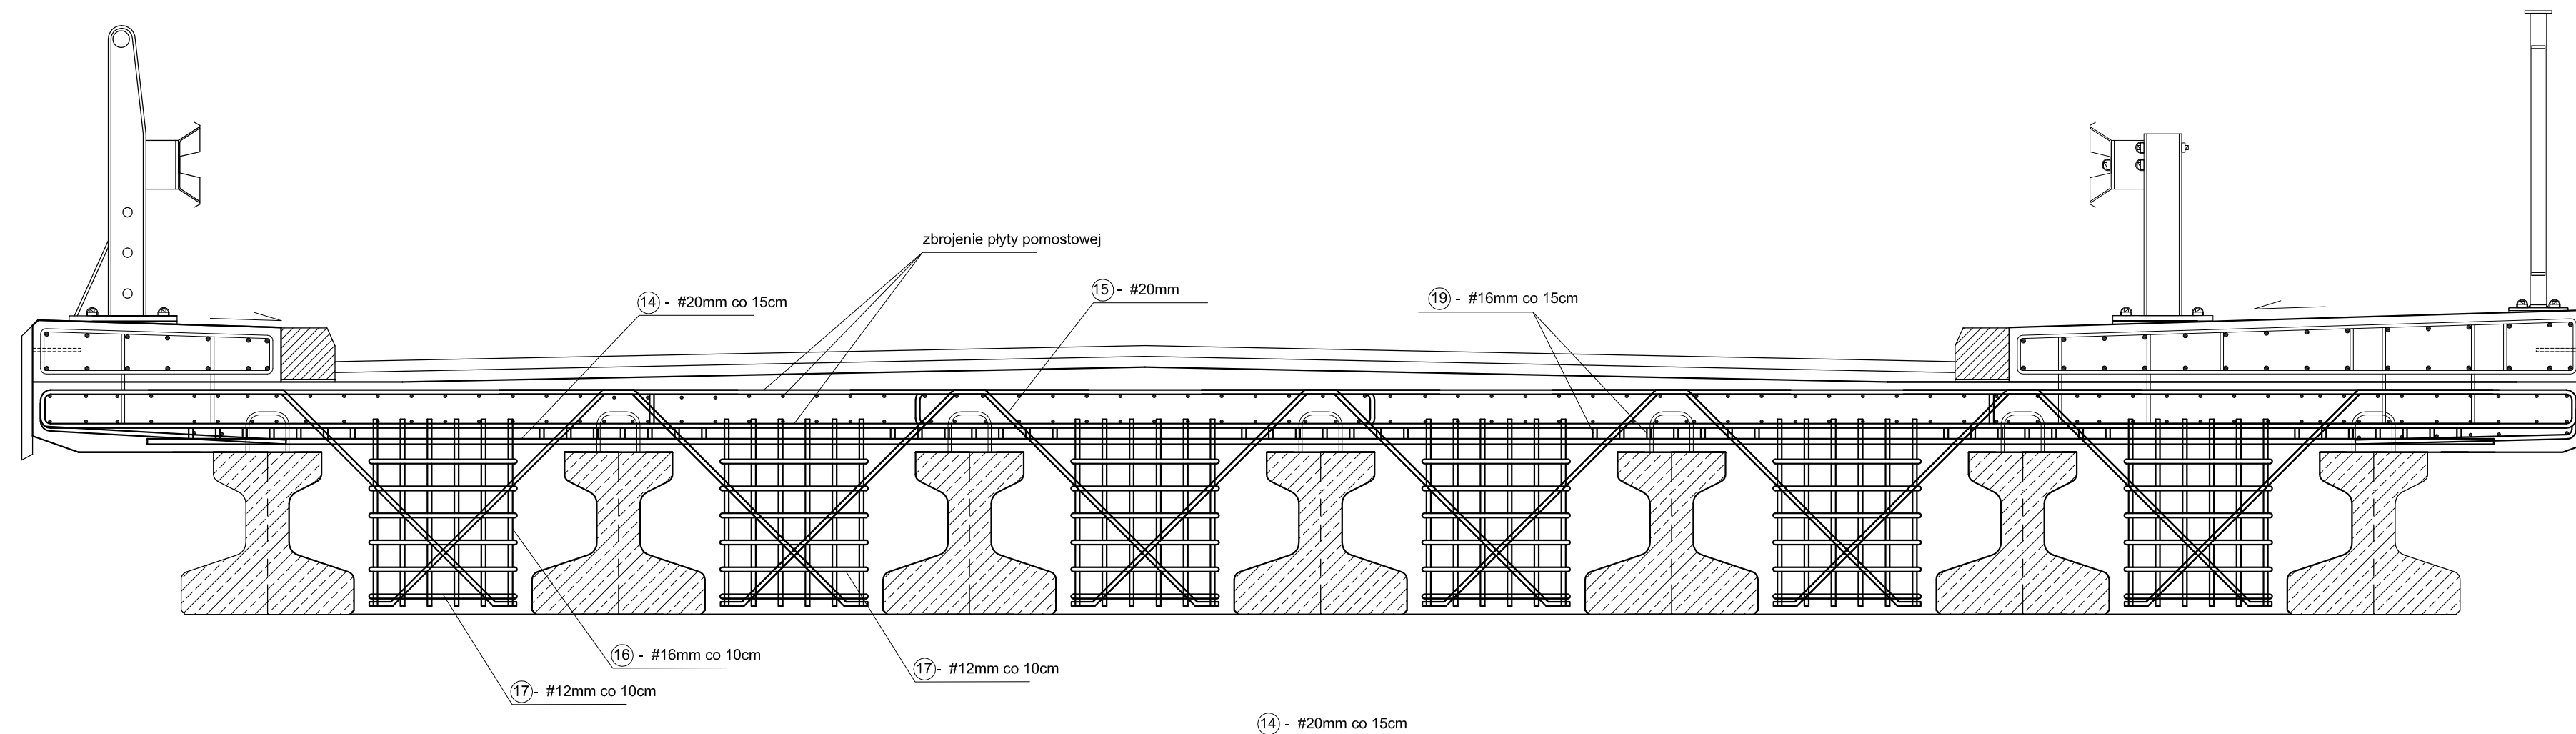 zbrojenie płyty pomostowej
14 - #20mm co 15cm
15 - #20mm
19 - #16mm co 15cm
16 - #16mm co 10cm
17 - #12mm co 10cm
17 - #12mm co 10cm
14 - #20mm co 15cm